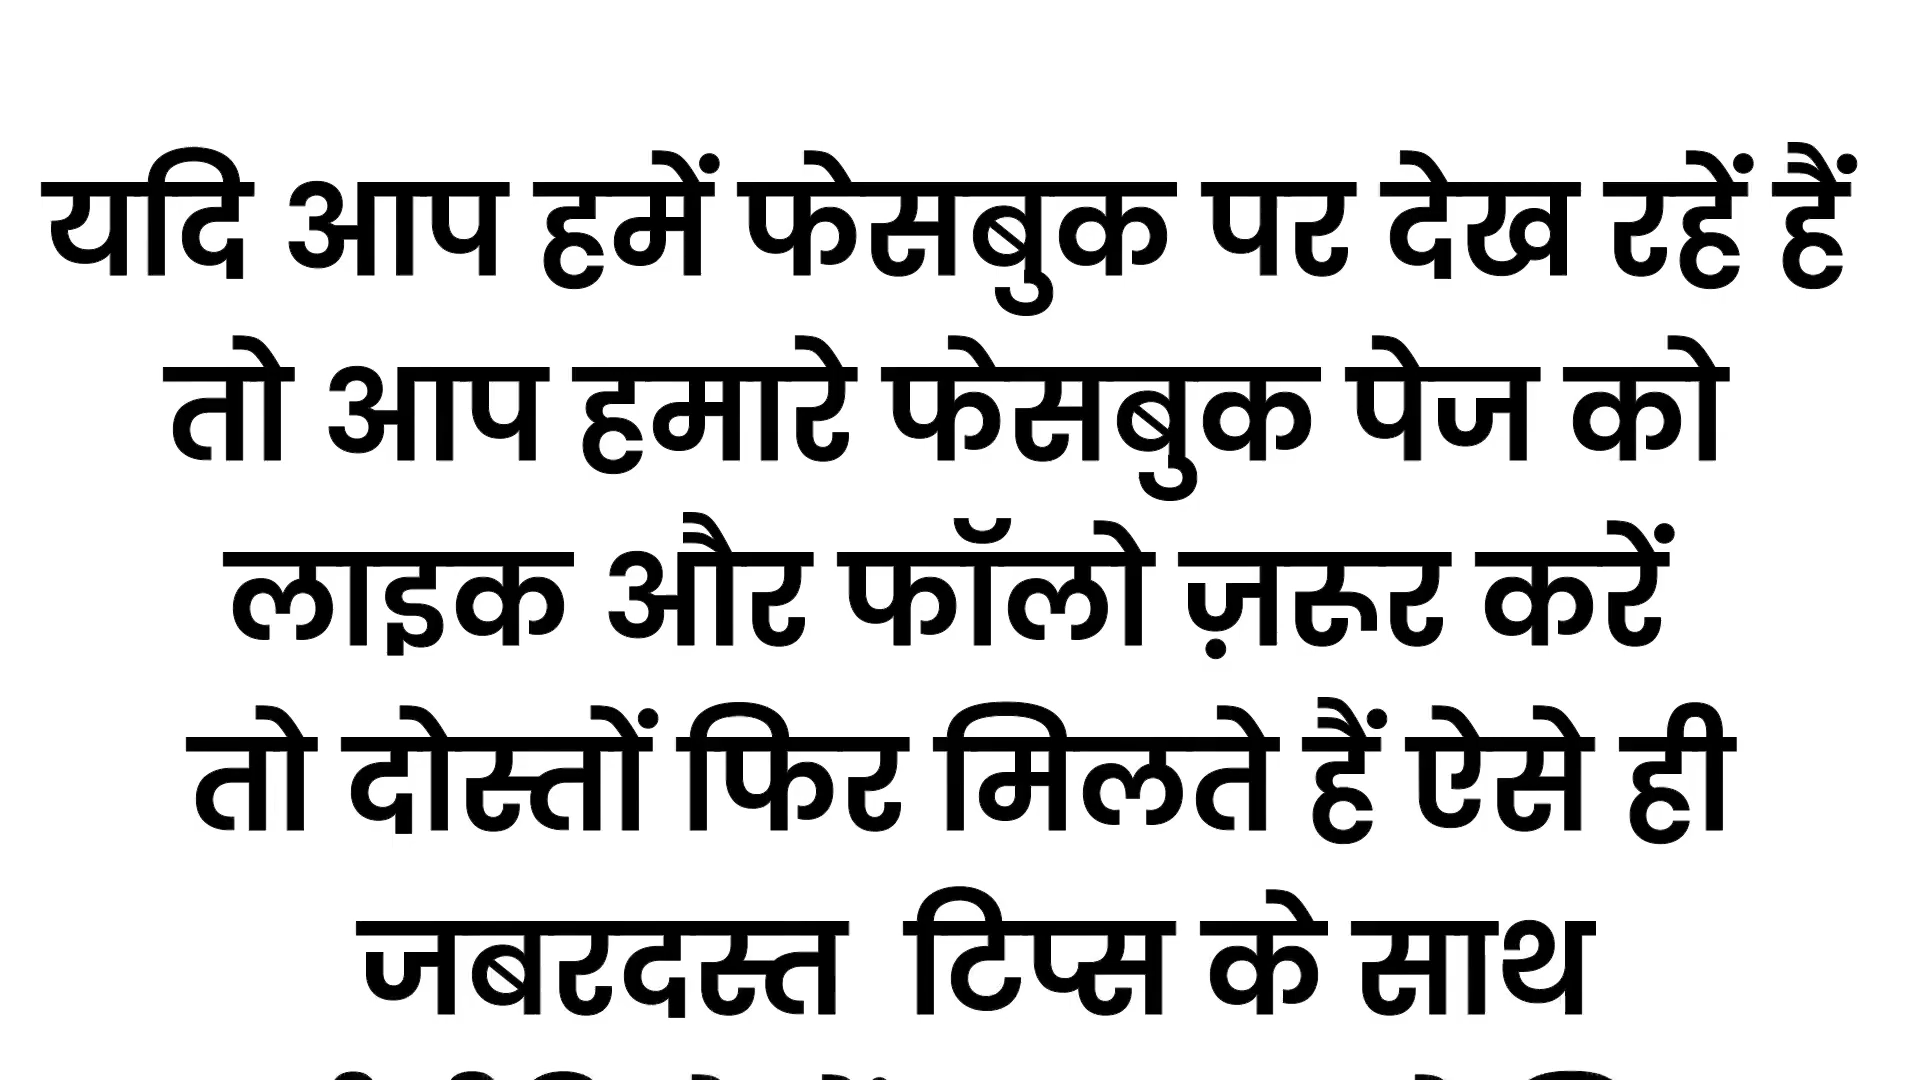 यदि आप हमें फेसबुक पर देख रहें हैं
तो आप हमारे फेसबुक पेज को
लाइक और फॉलो ज़रूर करें
तो दोस्तों फिर मिलते हैं ऐसे ही
जबरदस्त टिप्स के साथ